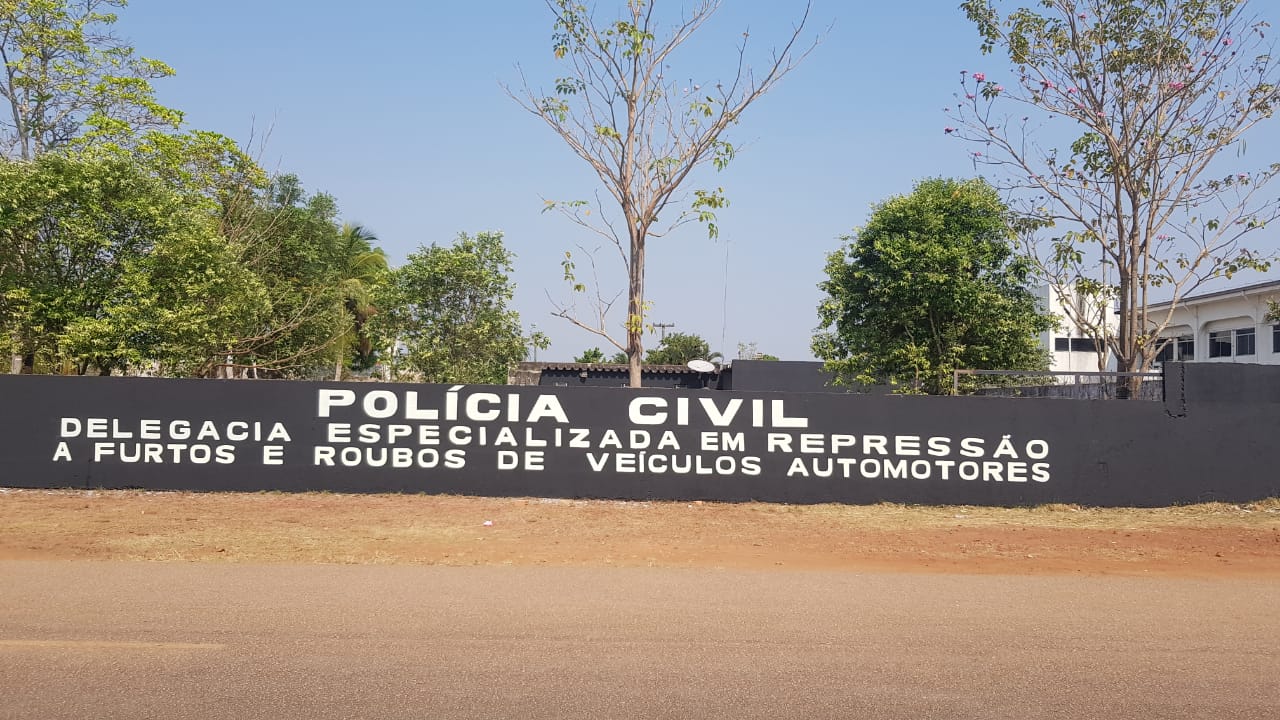 POLÍCIA CIVIL
DELEGACIA ESPECIALIZADA EM REPRESSÃO
A FURTOS E ROUBOS DE VEÍCULOS AUTOMOTORES